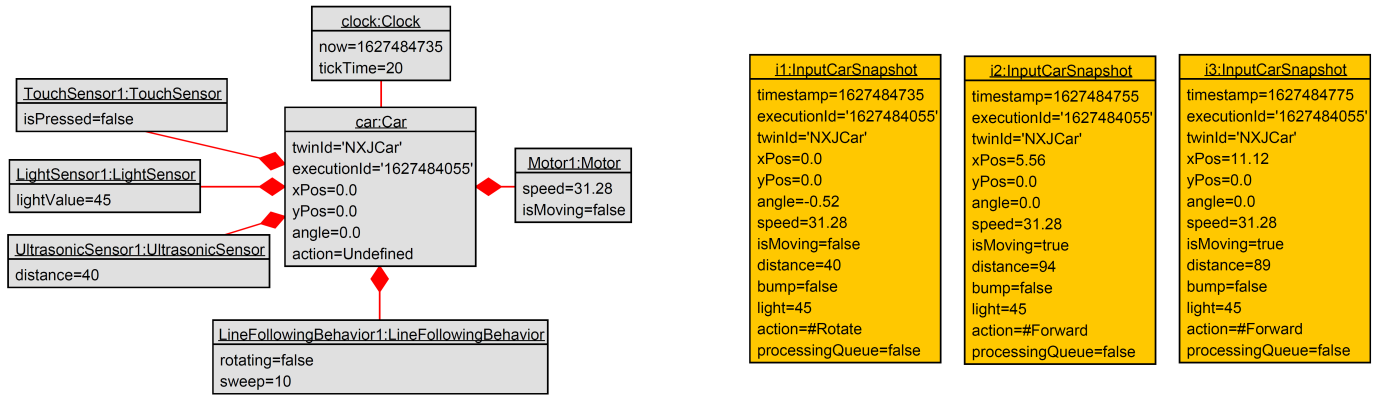 clock:Clock
now=1627484735
tickTime=20
TouchSensor1:TouchSensor
isPressed=false
LightSensor1:LightSensor
lightValue=45
UltrasonicSensor1:UltrasonicSensor
distance=40
car:Car
twinId='NXJCar'
executionId='1627484055'
xPos=0.0
yPos=0.0
angle=0.0
action=Undefined
Motor1:Motor
speed=31.28
isMoving=false
LineFollowingBehavior1:LineFollowingBehavior
rotating=false
sweep=10
i1:InputCarSnapshot
timestamp=1627484735
executionId='1627484055'
twinId='NXJCar'
xPos=0.0
yPos=0.0
angle=-0.52
speed=31.28
isMoving=false
distance=40
bump=false
light=45
action=#Rotate
processingQueue=false
i2:InputCarSnapshot
timestamp=1627484755
executionId='1627484055'
twinId='NXJCar'
xPos=5.56
yPos=0.0
angle=0.0
speed=31.28
isMoving=true
distance=94
bump=false
light=45
action=#Forward
processingQueue=false
i3:InputCarSnapshot
timestamp=1627484775
executionId='1627484055'
twinId='NXJCar'
xPos=11.12
yPos=0.0
angle=0.0
speed=31.28
isMoving=true
distance=89
bump=false
light=45
action=#Forward
processingQueue=false